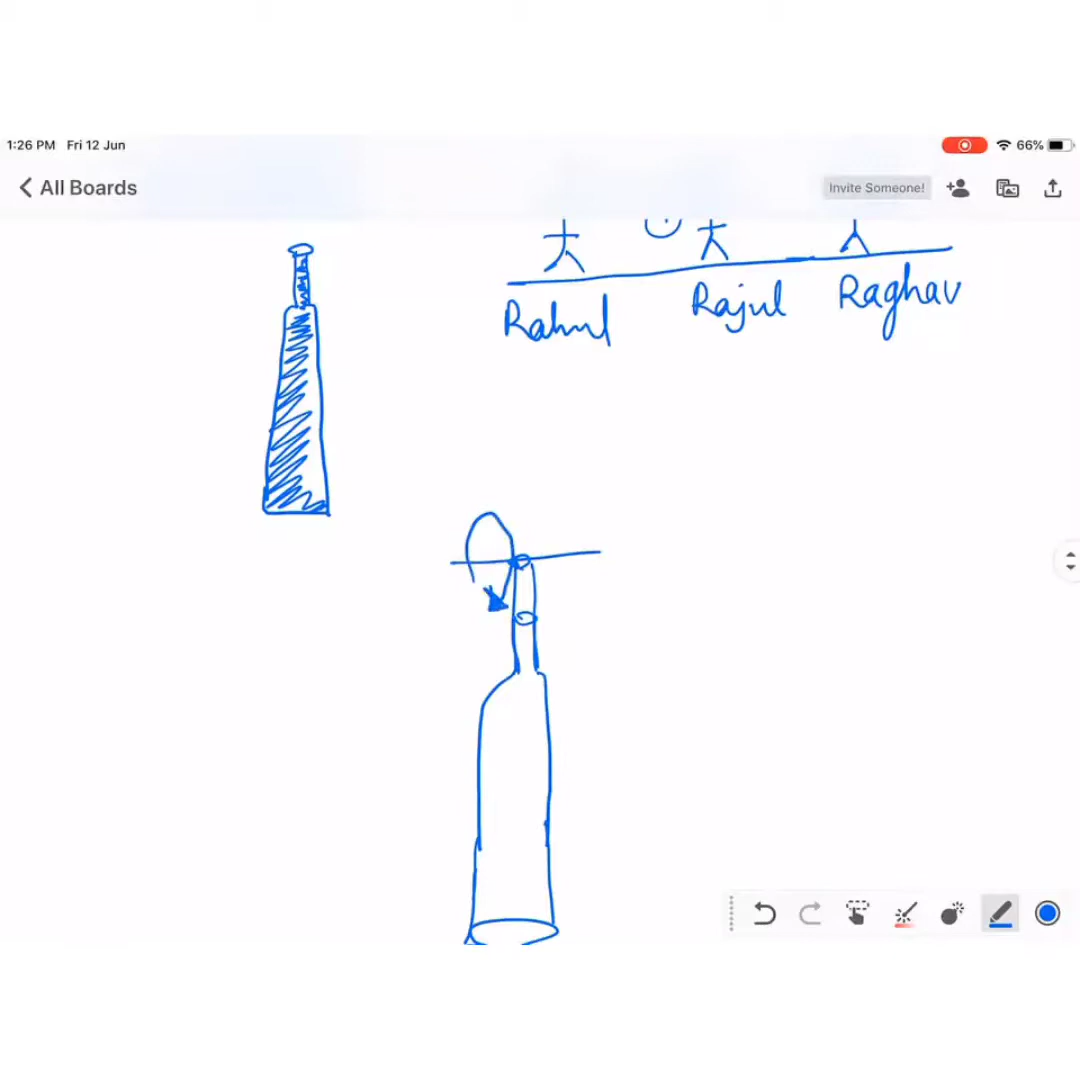 1:26 PM Fri 12 Jun
66%
All Boards
Invite Someone!
Rahul
Rajul
Raghav